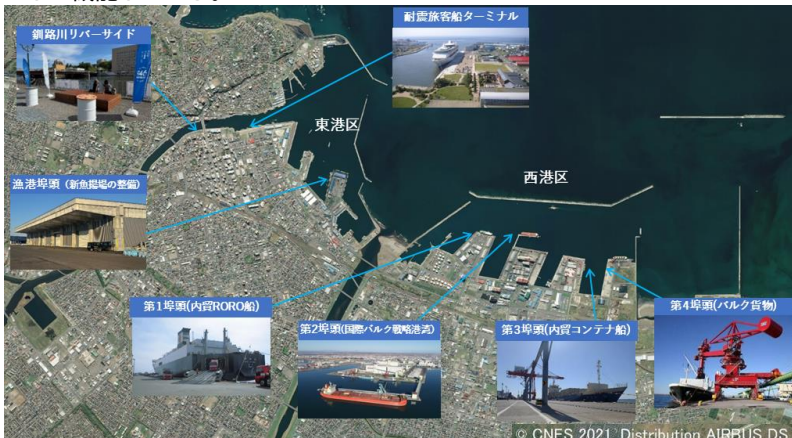 釧路川リバーサイド
耐震旅客船ターミナル
東港区
西港区
漁港埠頭（新魚揚場の整備）
第1埠頭(内貿RORO船)
第2埠頭(国際バルク戦略港湾)
第3埠頭(内貿コンテナ船)
第4埠頭(バルク貨物)
© CNES 2021, Distribution AIRBUS DS